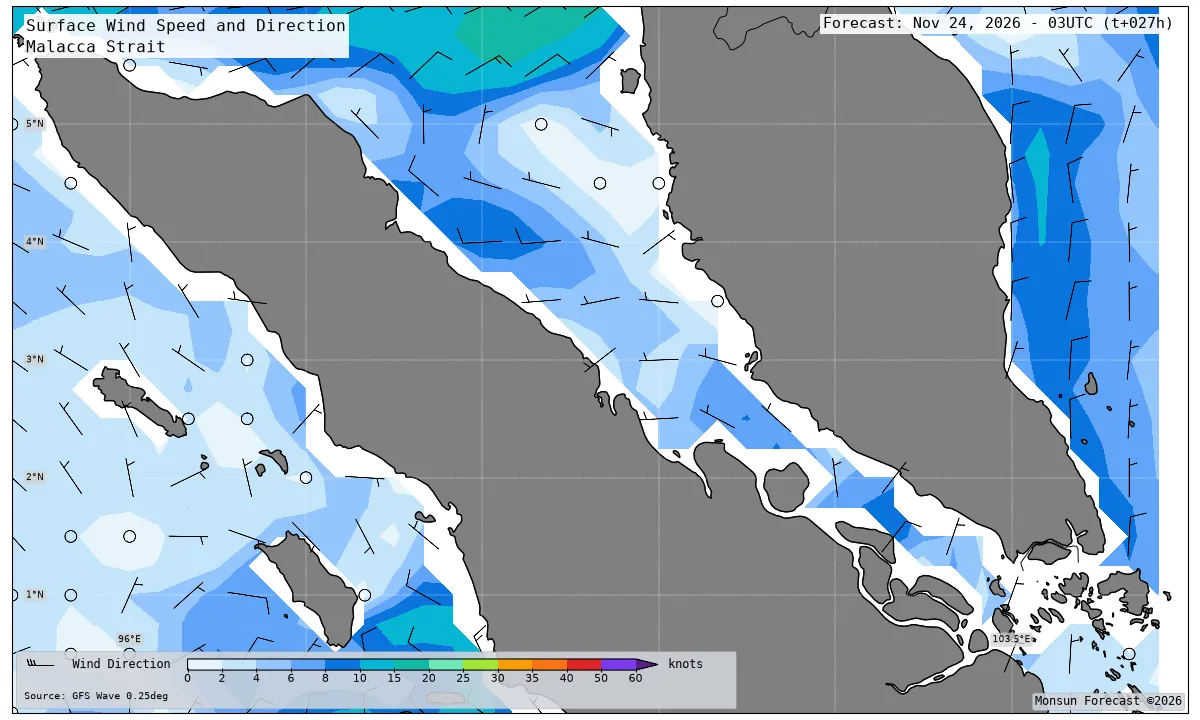 Surface Wind Speed and Direction
Malacca Strait
Forecast: Nov 24, 2026 - 03UTC (t+027h)
5°N
4°N
3°N
2°N
1°N
96°E
103.5°E
Wind Direction
0 2 4 6 8 10 15 20 25 30 35 40 50 60
knots
Source: GFS Wave 0.25deg
Monsun Forecast ©2026